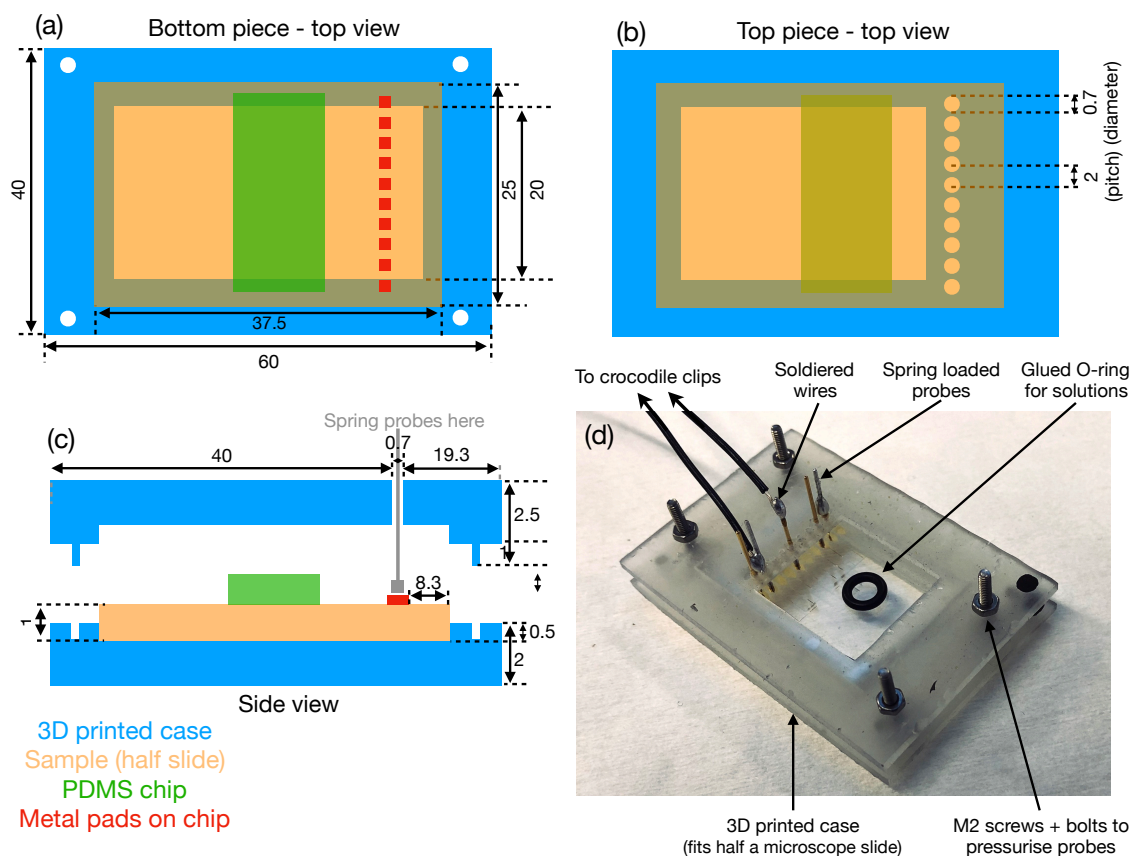 (a)
Bottom piece - top view
40
25
20
37.5
60
(b)
Top piece - top view
0.7
(diameter)
2
(pitch)
(c)
Spring probes here
0.7
40
19.3
2.5
1
8.3
1
0.5
2
Side view
3D printed case
Sample (half slide)
PDMS chip
Metal pads on chip
To crocodile clips
Soldiered
wires
Spring loaded
probes
Glued O-ring
for solutions
(d)
3D printed case
(fits half a microscope slide)
M2 screws + bolts to
pressurise probes